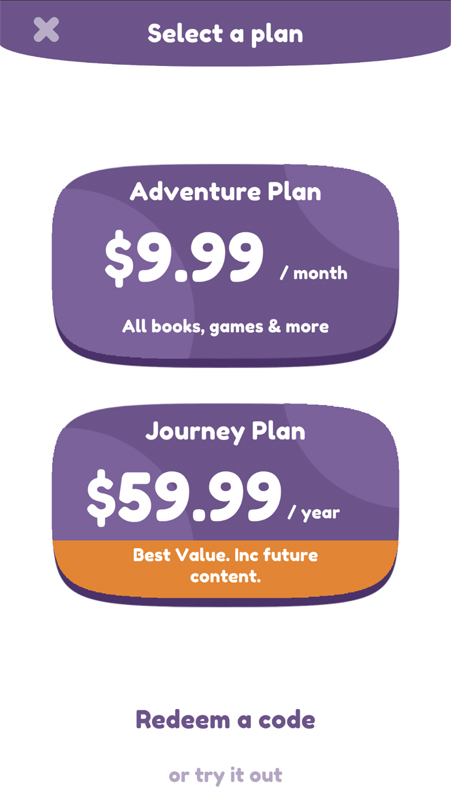 Select a plan
Adventure Plan
$9.99 / month
All books, games & more
Journey Plan
$59.99 / year
Best Value. Inc future
content.
Redeem a code
or try it out